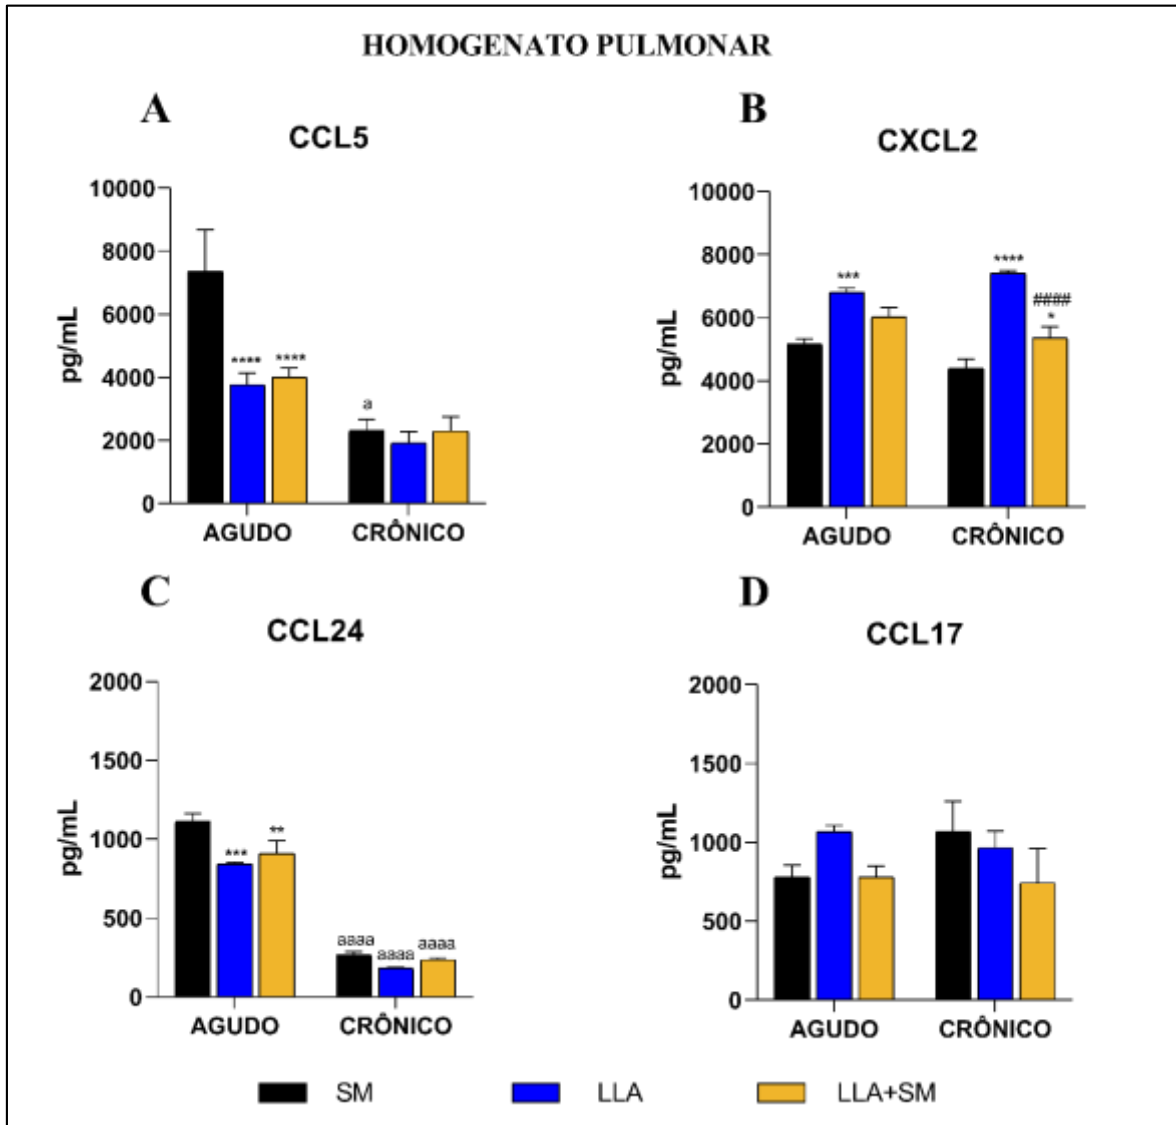 HOMOGENATO PULMONAR
A
CCL5
pg/mL
10000
8000
6000
4000
2000
0
****
****
a
AGUDO
CRÔNICO
B
CXCL2
pg/mL
10000
8000
6000
4000
2000
0
***
****
####
*
AGUDO
CRÔNICO
C
CCL24
pg/mL
2000
1500
1000
500
0
***
**
aaaa
aaaa
aaaa
AGUDO
CRÔNICO
D
CCL17
pg/mL
2000
1500
1000
500
0
AGUDO
CRÔNICO
SM
LLA
LLA+SM